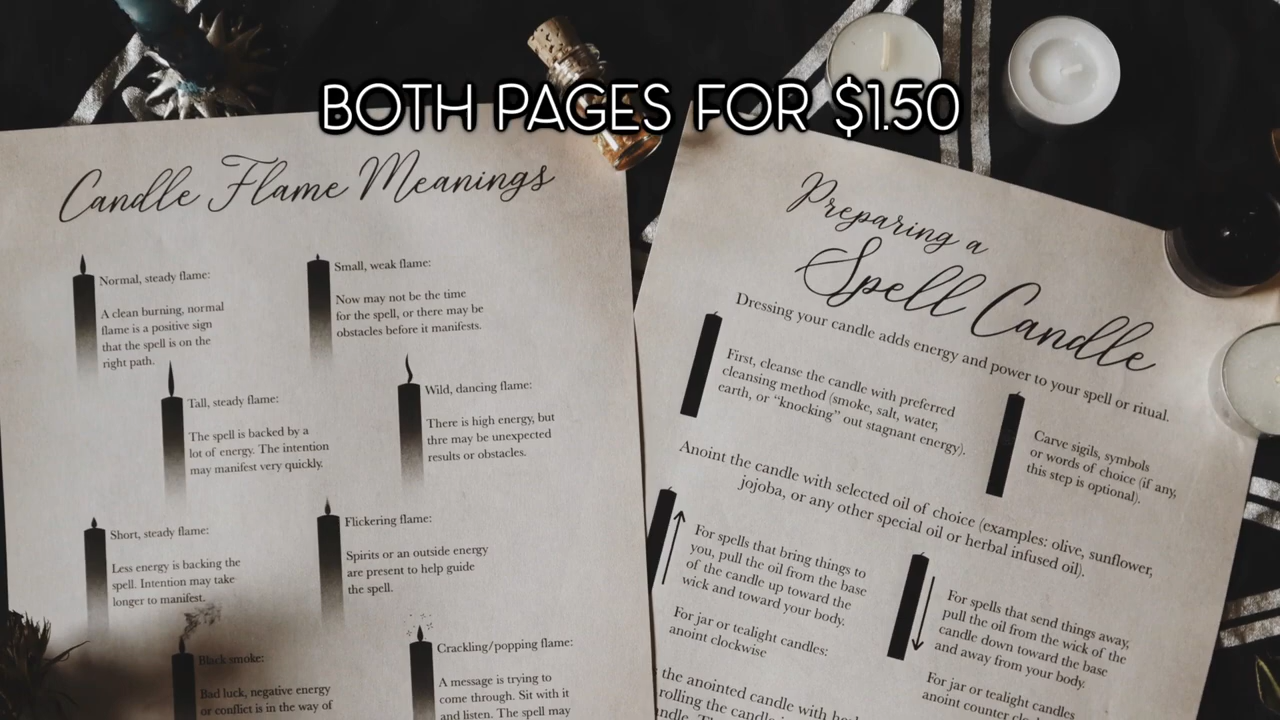 BOTH PAGES FOR $1.50
Candle Flame Meanings
Normal, steady flame:
A clean burning, normal
flame is a positive sign
that the spell is on the
right path.
Small, weak flame:
Now may not be the time
for the spell, or there may be
obstacles before it manifests.
Tall, steady flame:
The spell is backed by a
lot of energy. The intention
may manifest very quickly.
Wild, dancing flame:
There is high energy, but
thre may be unexpected
results or obstacles.
Short, steady flame:
Less energy is backing the
spell. Intention may take
longer to manifest.
Flickering flame:
Spirits or an outside energy
are present to help guide
the spell.
Black smoke:
Bad luck, negative energy
or conflict is in the way of
Crackling/popping flame:
A message is trying to
come through. Sit with it
and listen. The spell may
Preparing a
Spell Candle
Dressing your candle adds energy and power to your spell or ritual.
First, cleanse the candle with preferred
cleansing method (smoke, salt, water,
earth, or “knocking” out stagnant energy).
Carve sigils, symbols
or words of choice (if any,
this step is optional).
Anoint the candle with selected oil of choice (examples: olive, sunflower,
jojoba, or any other special oil or herbal infused oil).
For spells that bring things to
you, pull the oil from the base
of the candle up toward the
wick and toward your body.
For jar or tealight candles:
anoint clockwise
For spells that send things away,
pull the oil from the wick of the
candle down toward the base
and away from your body.
For jar or tealight candles
anoint counter
the anointed candle with
rolling the candle